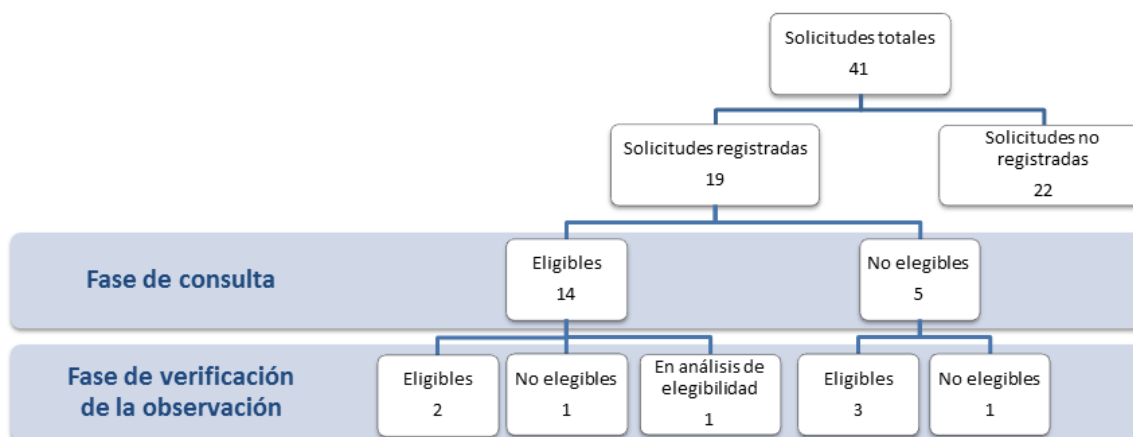 Solicitudes totales
41
Solicitudes registradas
19
Solicitudes no
registradas
22
Fase de consulta
Eligibles
14
No elegibles
5
Fase de verificación
de la observación
Eligibles
2
No elegibles
1
En análisis de
elegibilidad
1
Eligibles
3
No elegibles
1